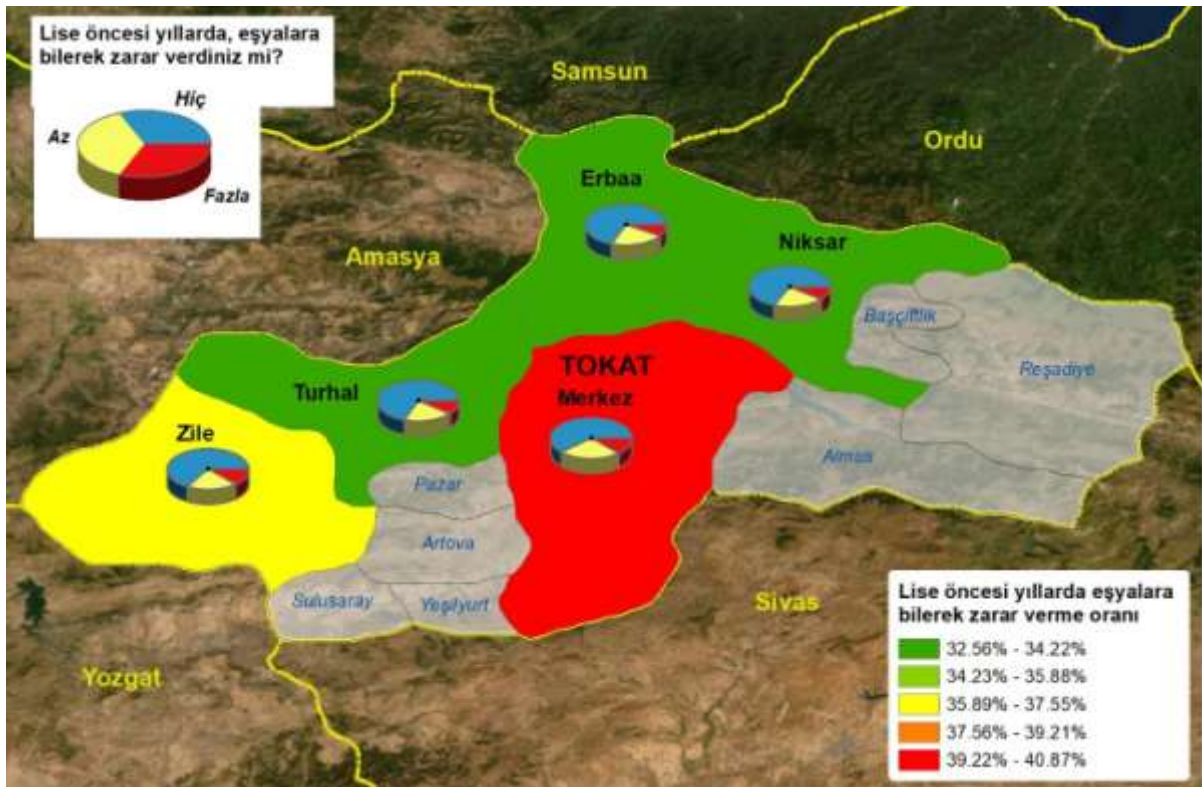 Lise öncesi yıllarda, eşyalara
bilerek zarar verdiniz mi?
Hiç
Az
Fazla
Samsun
Ordu
Erbaa
Amasya
Niksar
Başçiftlik
Reşadiye
TOKAT
Merkez
Turhal
Zile
Almus
Pazar
Artova
Sulusaray
Yeşilyurt
Sivas
Yozgat
Lise öncesi yıllarda eşyalara
bilerek zarar verme oranı
32.56% - 34.22%
34.23% - 35.88%
35.89% - 37.55%
37.56% - 39.21%
39.22% - 40.87%